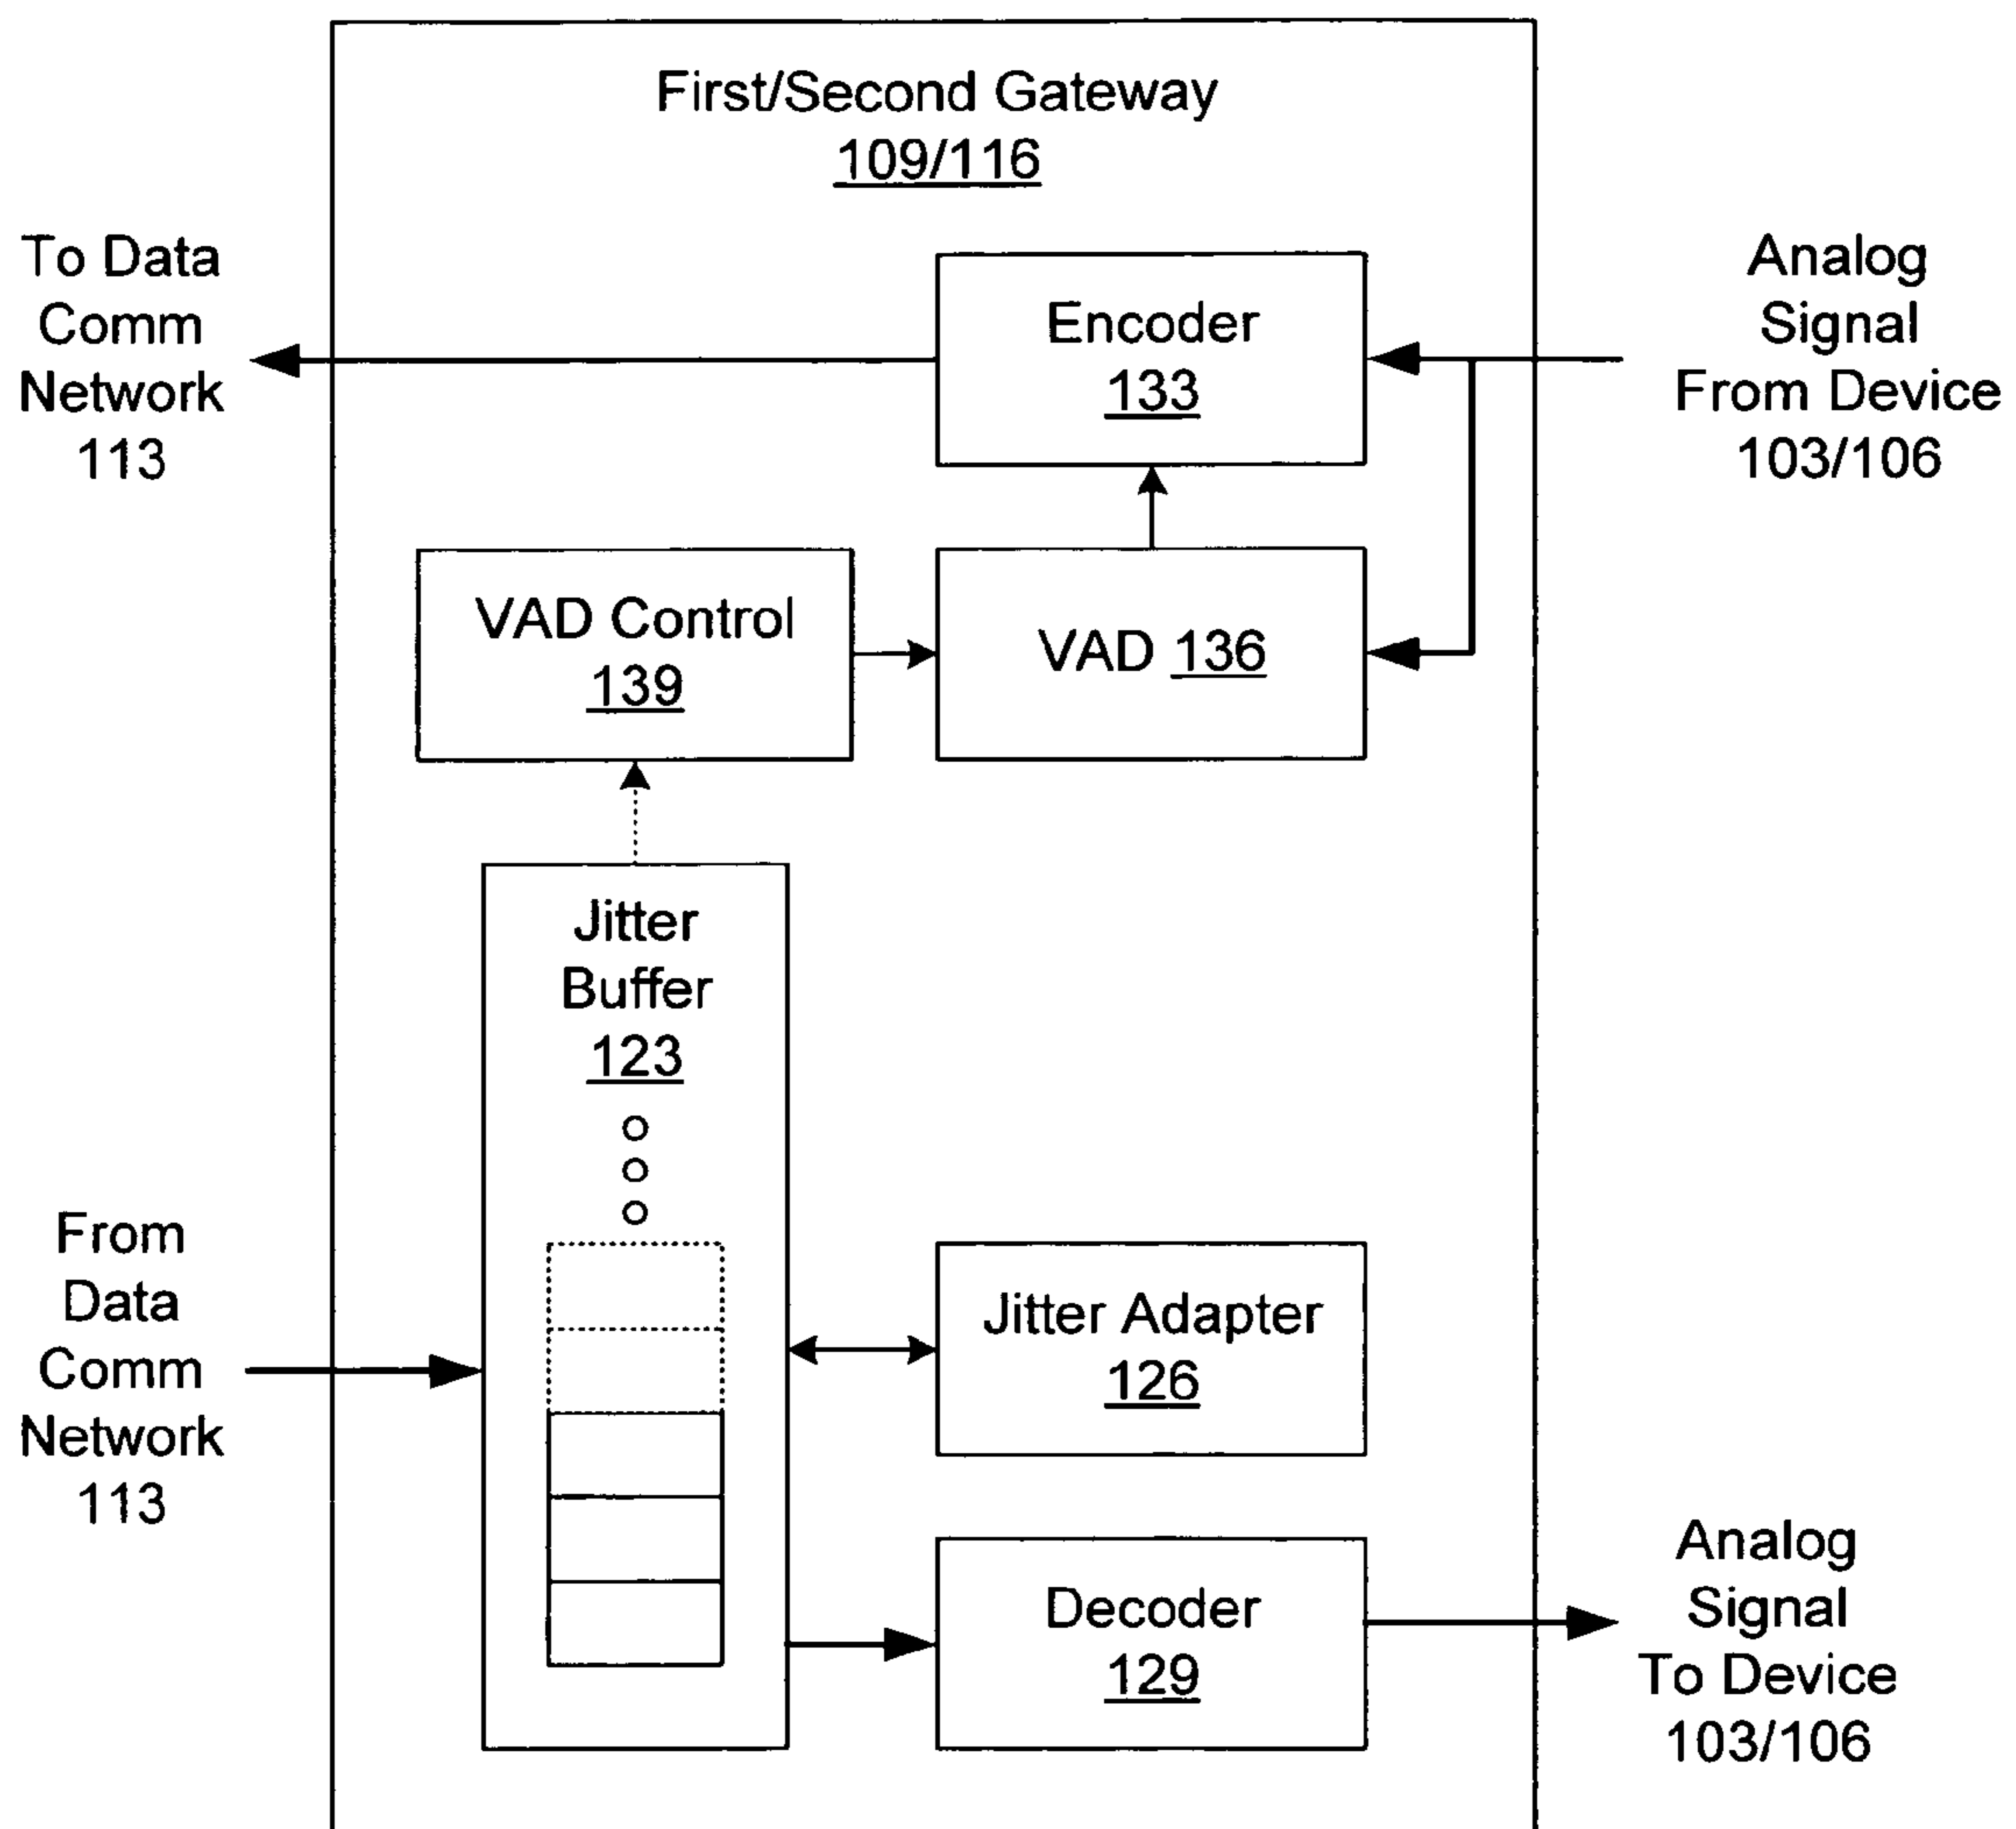 First/Second Gateway
109/116
To Data
Comm
Network
113
Encoder
133
Analog
Signal
From Device
103/106
VAD Control
139
VAD 136
Jitter
Buffer
123
From
Data
Comm
Network
113
Jitter Adapter
126
Decoder
129
Analog
Signal
To Device
103/106